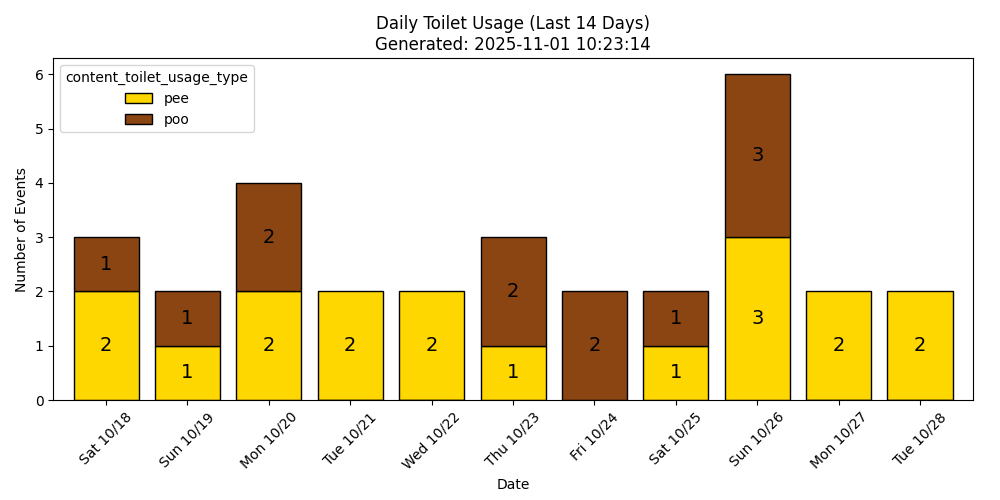 Daily Toilet Usage (Last 14 Days)
Generated: 2025-11-01 10:23:14
content_toilet_usage_type
pee
poo
Number of Events
6
5
4
3
2
1
0
1
2
1
1
2
2
2
2
2
1
2
1
1
3
3
2
2
Sat 10/18
Sun 10/19
Mon 10/20
Tue 10/21
Wed 10/22
Thu 10/23
Fri 10/24
Sat 10/25
Sun 10/26
Mon 10/27
Tue 10/28
Date